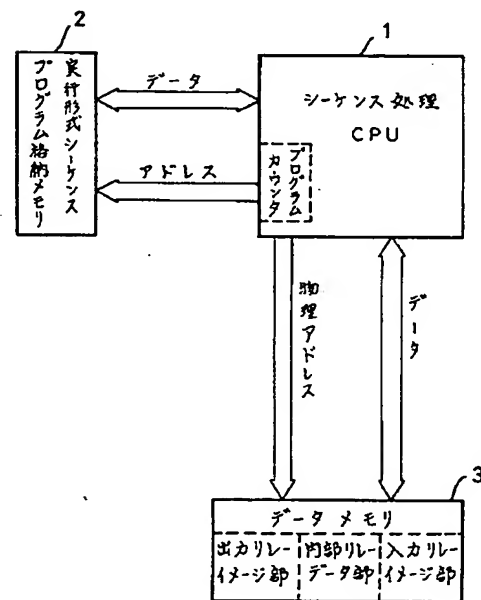 2
1
実行形式シーケンス
プログラム格納メモリ
データ
アドレス
シーケンス処理
CPU
プログラム
カウンタ
物理アドレス
データ
3
データメモリ
出力リレー
イメージ部
内部リレー
データ部
入力リレー
イメージ部